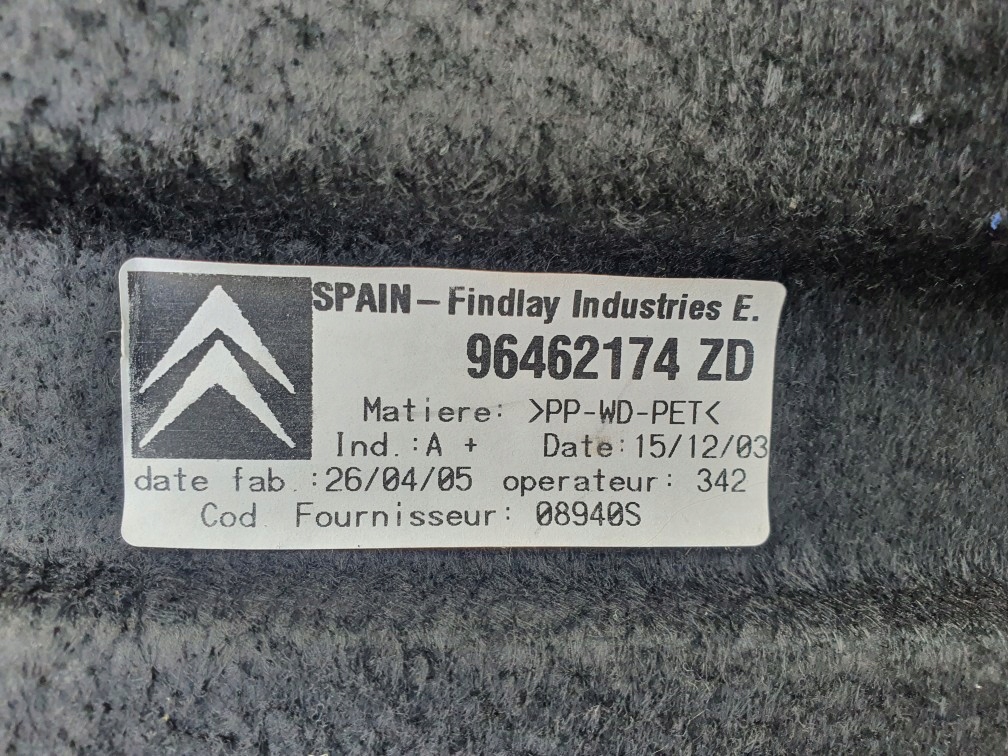 SPAIN - Findlay Industries E.
96462174 ZD
Matiere: >PP-WD-PET<
Ind.:A + Date:15/12/03
date fab.:26/04/05 operateur: 342
Cod Fournisseur: 08940S